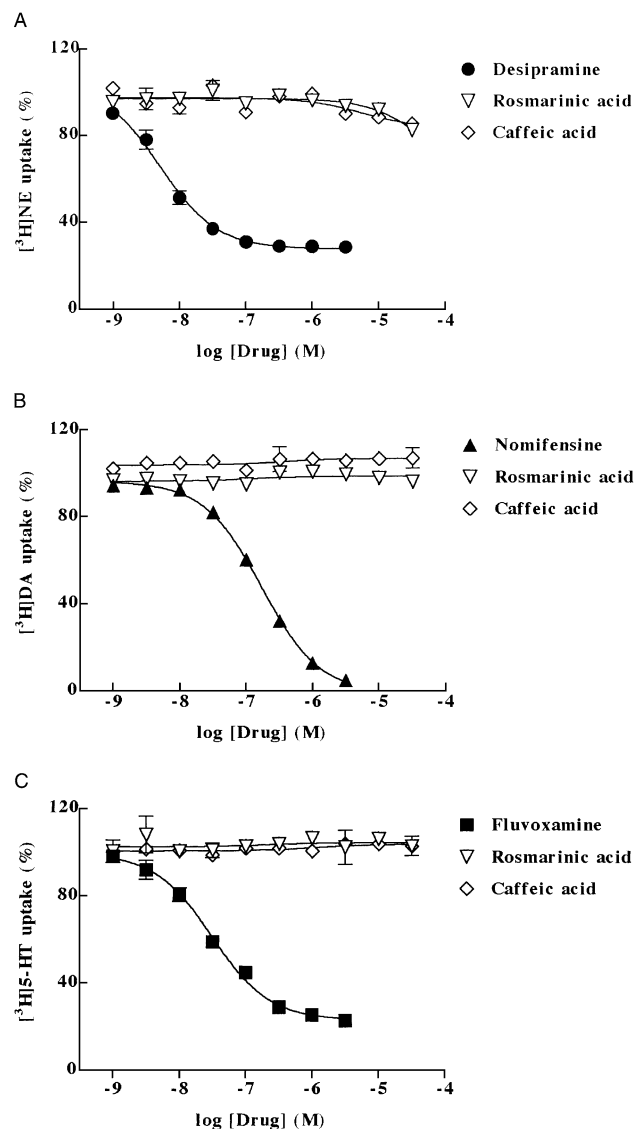 A
120
80
40
0
[³H]NE uptake (%)
-9 -8 -7 -6 -5 -4
log [Drug] (M)
Desipramine
Rosmarinic acid
Caffeic acid
B
120
80
40
0
[³H]DA uptake (%)
-9 -8 -7 -6 -5 -4
log [Drug] (M)
Nomifensine
Rosmarinic acid
Caffeic acid
C
120
80
40
0
[³H]5-HT uptake (%)
-9 -8 -7 -6 -5 -4
log [Drug] (M)
Fluvoxamine
Rosmarinic acid
Caffeic acid